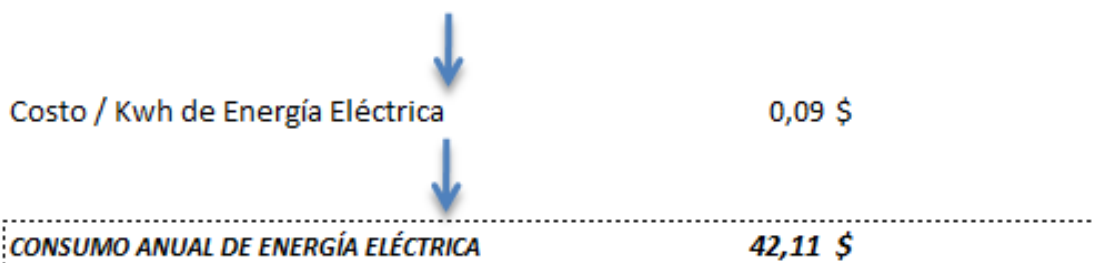 Costo / Kwh de Energía Eléctrica 0,09 $
CONSUMO ANUAL DE ENERGÍA ELÉCTRICA 42,11 $